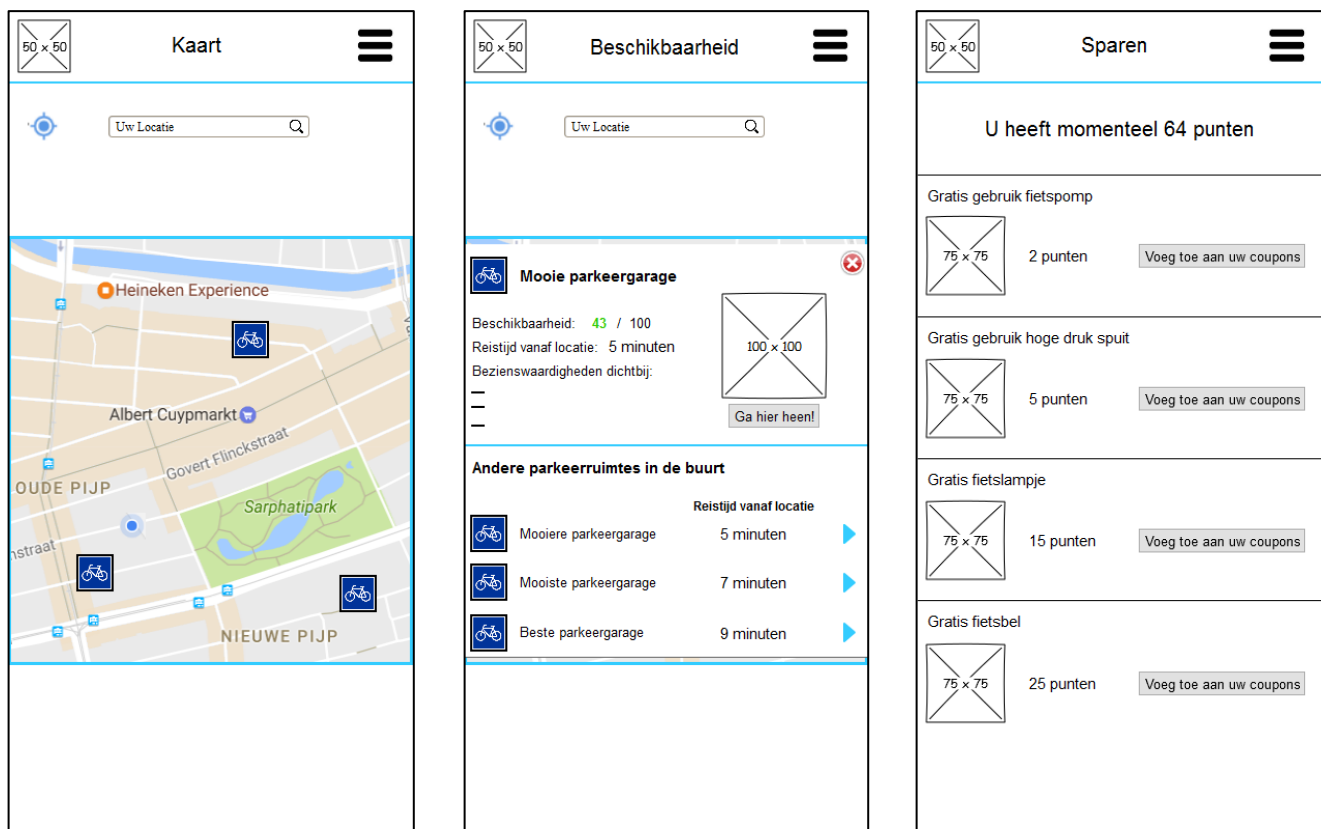 50 x 50
Kaart
Uw Locatie
Heineken Experience
Albert Cuypmarkt
Govert Flinckstraat
OUDE PIJP
Sarphatipark
NIEUWE PIJP
50 x 50
Beschikbaarheid
Uw Locatie
Mooie parkeergarage
Beschikbaarheid: 43 / 100
Reistijd vanaf locatie: 5 minuten
Bezienswaardigheden dichtbij:
100 x 100
Ga hier heen!
Andere parkeerruimtes in de buurt
Reistijd vanaf locatie
Mooiere parkeergarage 5 minuten
Mooiste parkeergarage 7 minuten
Beste parkeergarage 9 minuten
50 x 50
Sparen
U heeft momenteel 64 punten
Gratis gebruik fietspomp
75 x 75 2 punten Voeg toe aan uw coupons
Gratis gebruik hoge druk spuit
75 x 75 5 punten Voeg toe aan uw coupons
Gratis fietslampje
75 x 75 15 punten Voeg toe aan uw coupons
Gratis fietsbel
75 x 75 25 punten Voeg toe aan uw coupons